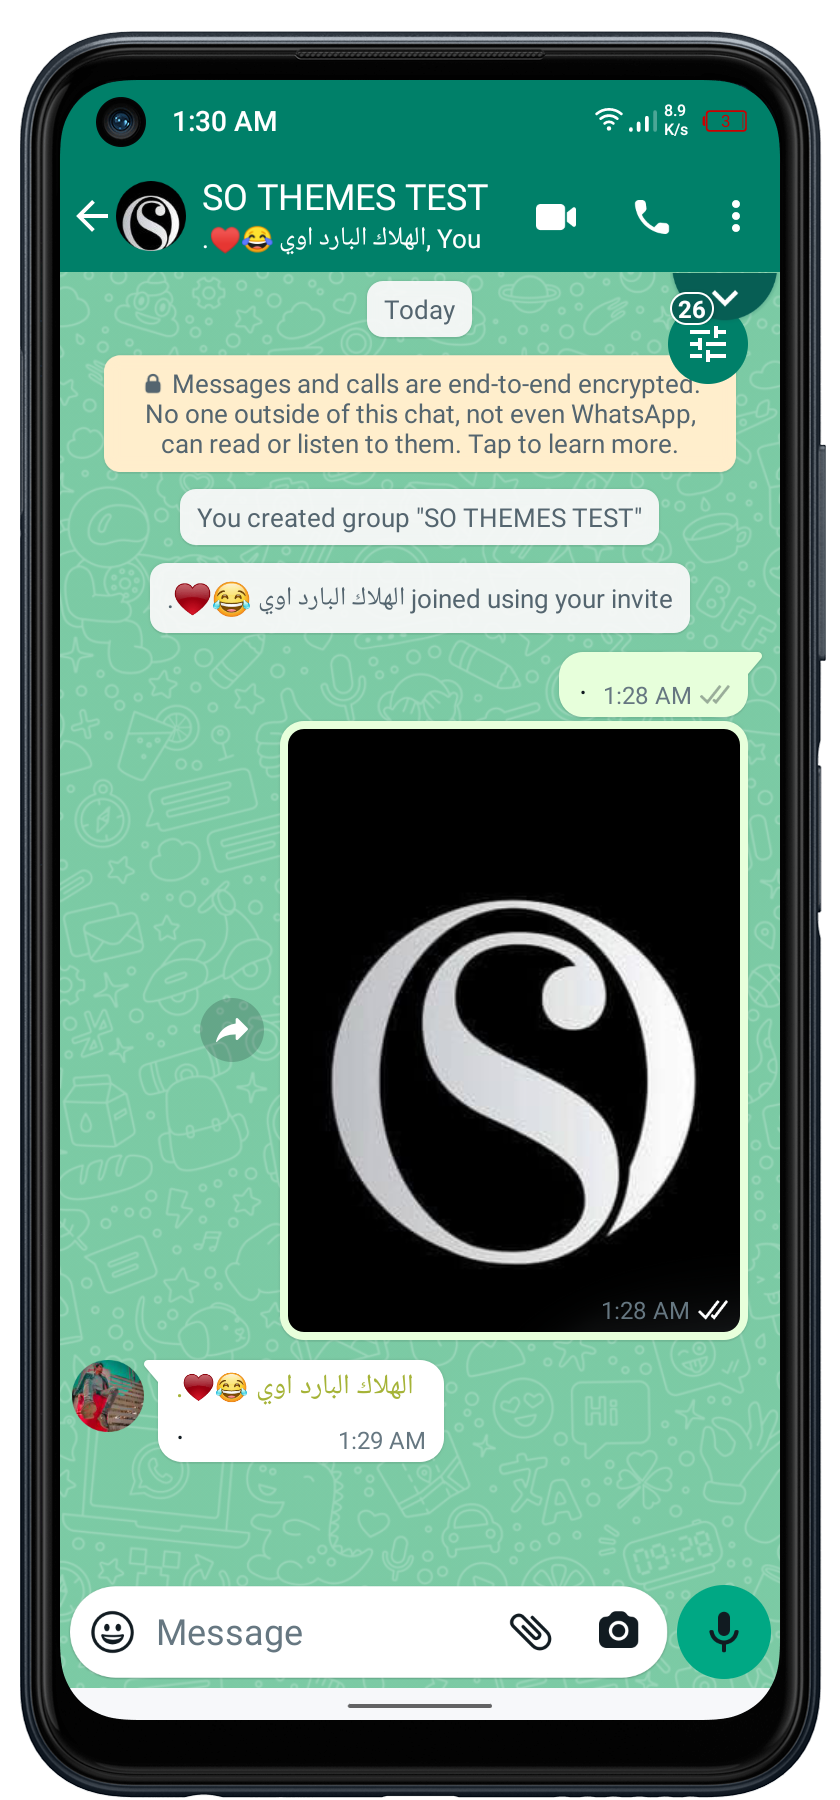 1:30 AM
8.9
K/s
3
SO THEMES TEST
.❤️😂 الهلاك البارد اوي, You
Today
26
Messages and calls are end-to-end encrypted.
No one outside of this chat, not even WhatsApp,
can read or listen to them. Tap to learn more.
You created group "SO THEMES TEST"
.❤️😂 الهلاك البارد اوي joined using your invite
. 1:28 AM
SO
1:28 AM
.❤️😂 الهلاك البارد اوي
. 1:29 AM
Message